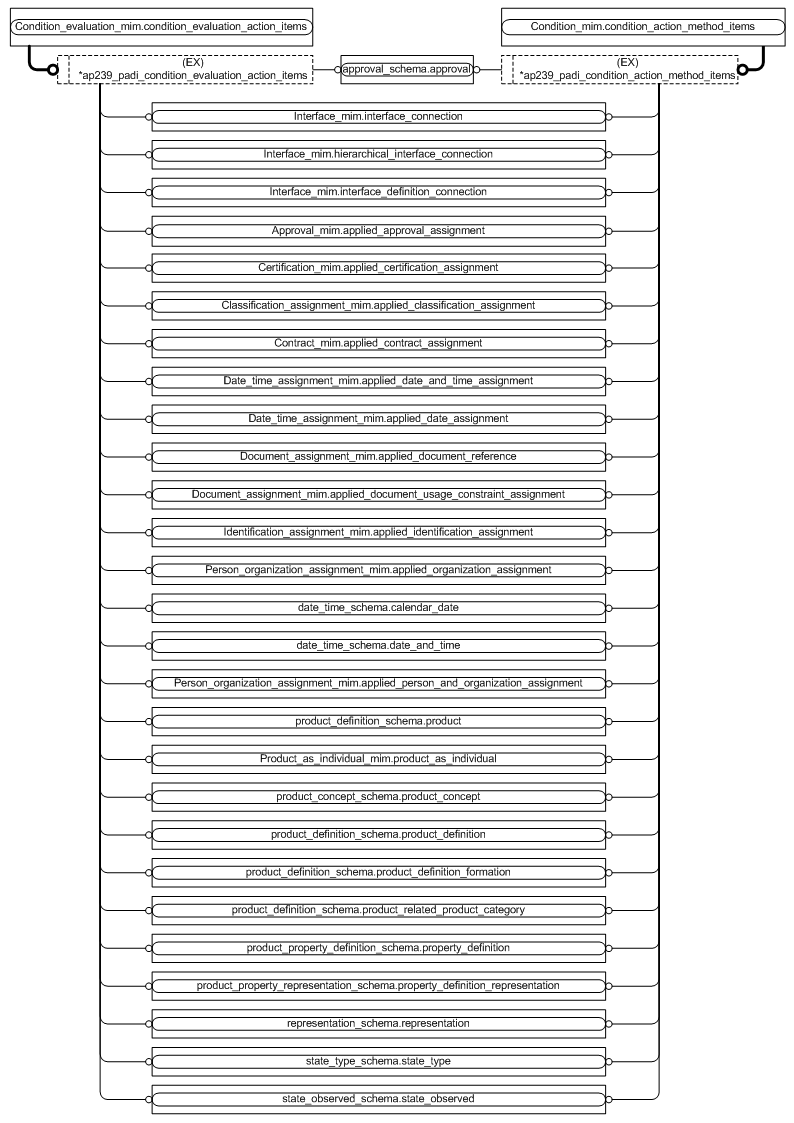 Condition_evaluation_mim.condition_evaluation_action_items
Condition_mim.condition_action_method_items
(EX)
*ap239_padi_condition_evaluation_action_items
approval_schema.approval
(EX)
*ap239_padi_condition_action_method_items
Interface_mim.interface_connection
Interface_mim.hierarchical_interface_connection
Interface_mim.interface_definition_connection
Approval_mim.applied_approval_assignment
Certification_mim.applied_certification_assignment
Classification_assignment_mim.applied_classification_assignment
Contract_mim.applied_contract_assignment
Date_time_assignment_mim.applied_date_and_time_assignment
Date_time_assignment_mim.applied_date_assignment
Document_assignment_mim.applied_document_reference
Document_assignment_mim.applied_document_usage_constraint_assignment
Identification_assignment_mim.applied_identification_assignment
Person_organization_assignment_mim.applied_organization_assignment
date_time_schema.calendar_date
date_time_schema.date_and_time
Person_organization_assignment_mim.applied_person_and_organization_assignment
product_definition_schema.product
Product_as_individual_mim.product_as_individual
product_concept_schema.product_concept
product_definition_schema.product_definition
product_definition_schema.product_definition_formation
product_definition_schema.product_related_product_category
product_property_definition_schema.property_definition
product_property_representation_schema.property_definition_representation
representation_schema.representation
state_type_schema.state_type
state_observed_schema.state_observed